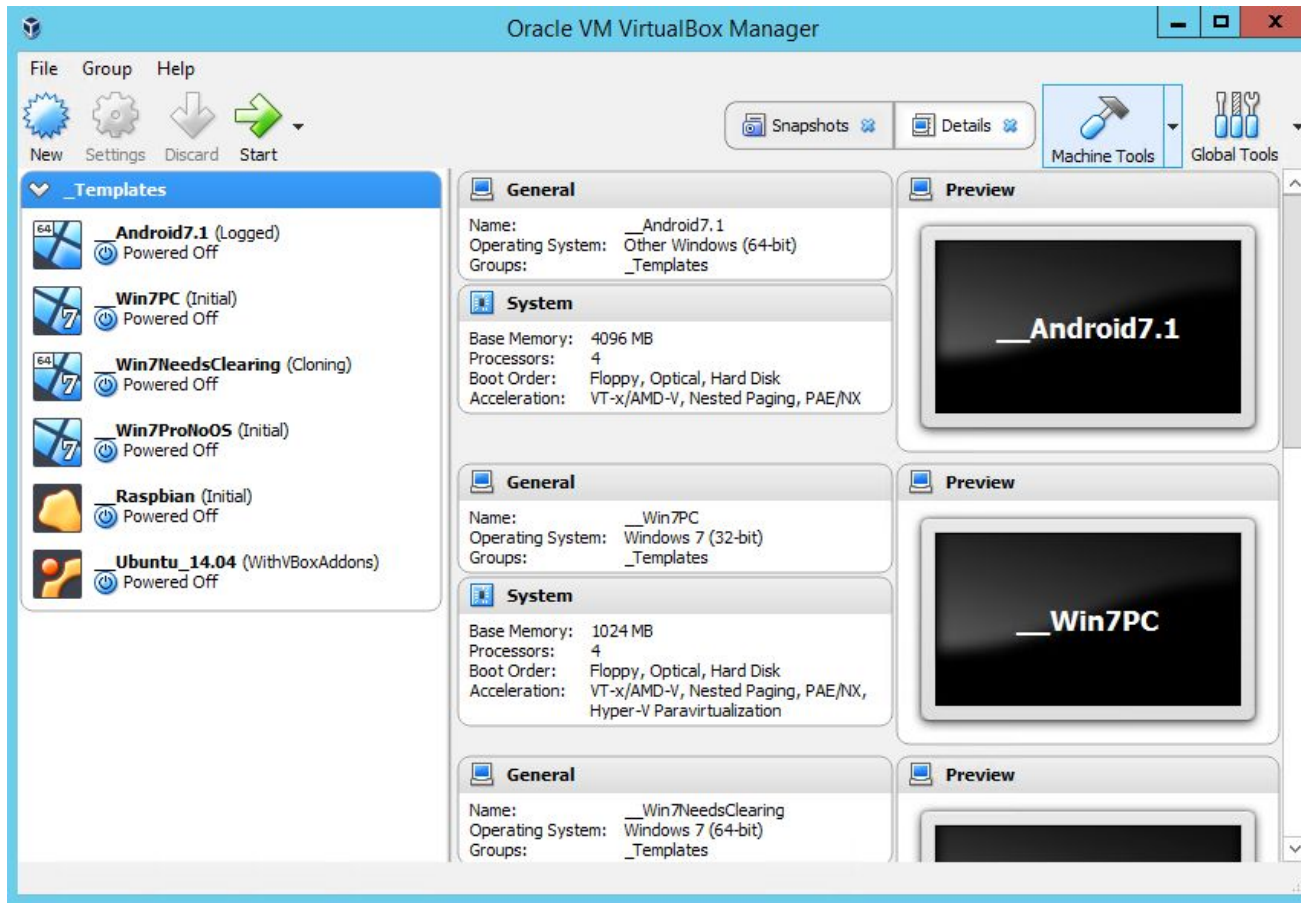 Oracle VM VirtualBox Manager
File Group Help
New Settings Discard Start
Snapshots Details Machine Tools Global Tools
_Templates
__Android7.1 (Logged)
Powered Off
__Win7PC (Initial)
Powered Off
__Win7NeedsClearing (Cloning)
Powered Off
__Win7ProNoOS (Initial)
Powered Off
__Raspbian (Initial)
Powered Off
__Ubuntu_14.04 (WithVBoxAddons)
Powered Off
General
Name: __Android7.1
Operating System: Other Windows (64-bit)
Groups: _Templates
System
Base Memory: 4096 MB
Processors: 4
Boot Order: Floppy, Optical, Hard Disk
Acceleration: VT-x/AMD-V, Nested Paging, PAE/NX
Preview
__Android7.1
General
Name: __Win7PC
Operating System: Windows 7 (32-bit)
Groups: _Templates
System
Base Memory: 1024 MB
Processors: 4
Boot Order: Floppy, Optical, Hard Disk
Acceleration: VT-x/AMD-V, Nested Paging, PAE/NX,
Hyper-V Paravirtualization
Preview
__Win7PC
General
Name: __Win7NeedsClearing
Operating System: Windows 7 (64-bit)
Groups: _Templates
Preview
64
7
64
7
7